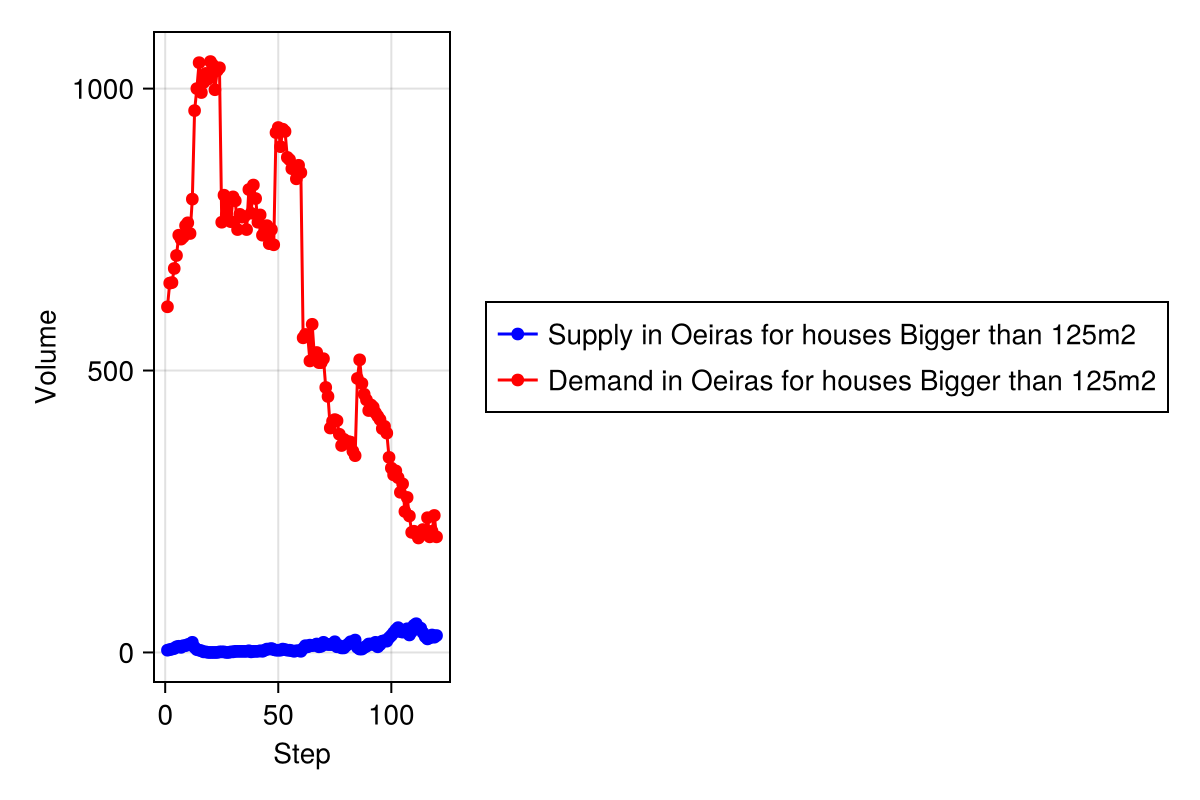 1000
500
0
Volume
0 50 100
Step
Supply in Oeiras for houses Bigger than 125m2
Demand in Oeiras for houses Bigger than 125m2